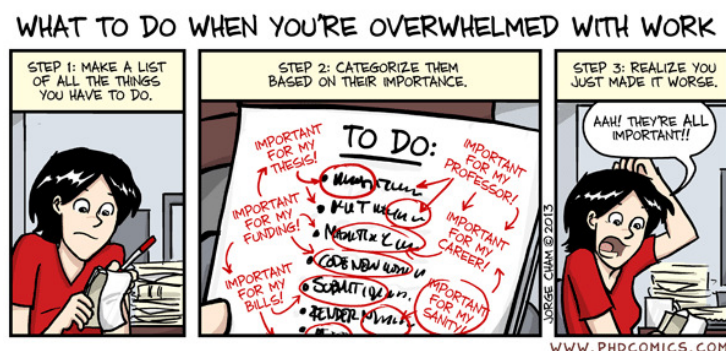 WHAT TO DO WHEN YOU'RE OVERWHELMED WITH WORK
STEP 1: MAKE A LIST
OF ALL THE THINGS
YOU HAVE TO DO.
STEP 2: CATEGORIZE THEM
BASED ON THEIR IMPORTANCE.
TO DO:
IMPORTANT
FOR MY
THESIS!
IMPORTANT
FOR MY
FUNDING!
IMPORTANT
FOR MY
BILLS!
IMPORTANT
FOR MY
PROFESSOR!
IMPORTANT
FOR MY
CAREER!
IMPORTANT
FOR MY
SANITY!
CODE NEW
SUBMIT
JORGE CHAM © 2013
STEP 3: REALIZE YOU
JUST MADE IT WORSE.
AAH! THEY'RE ALL
IMPORTANT!!
WWW.PHDCOMICS.COM